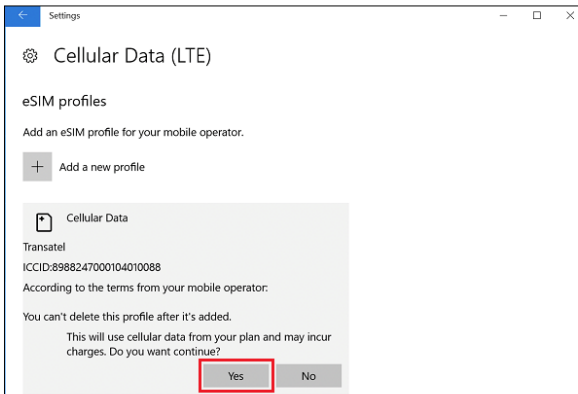 Settings
Cellular Data (LTE)
eSIM profiles
Add an eSIM profile for your mobile operator.
Add a new profile
Cellular Data
Transatel
ICCID:8988247000104010088
According to the terms from your mobile operator:
You can't delete this profile after it's added.
This will use cellular data from your plan and may incur
charges. Do you want continue?
Yes No